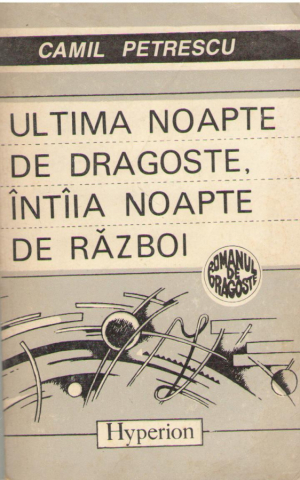 CAMIL PETRESCU
ULTIMA NOAPTE
DE DRAGOSTE,
ÎNTÎIA NOAPTE
DE RĂZBOI
ROMANUL
DE
DRAGOSTE
Hyperion